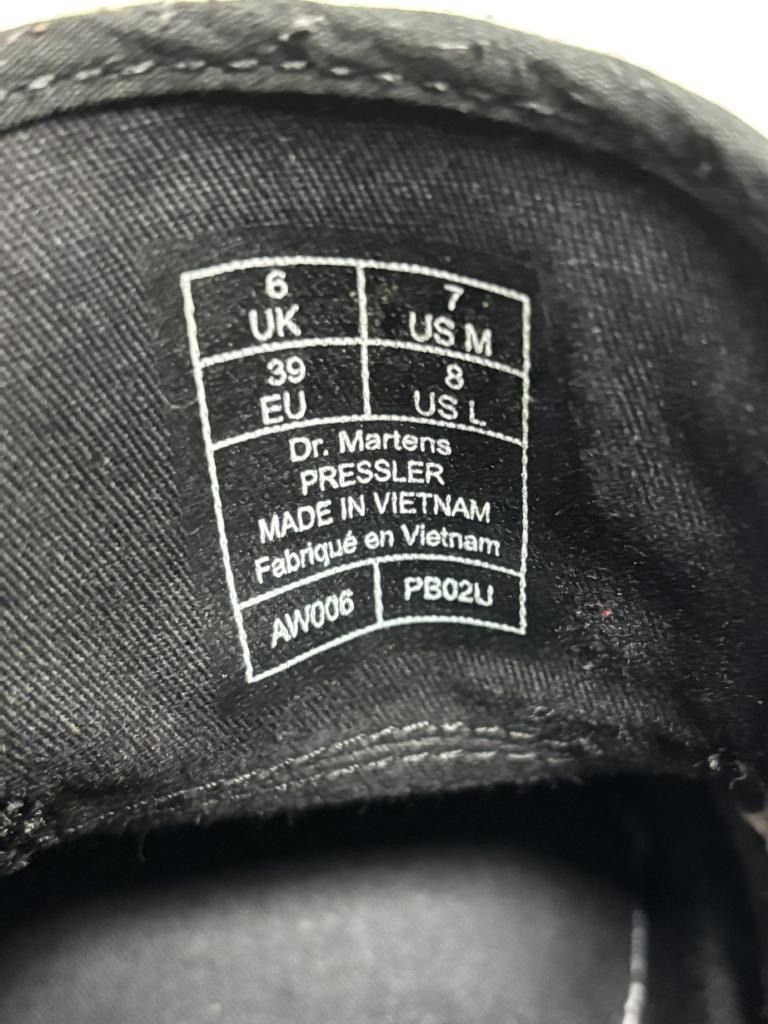 6
UK
7
US M
39
EU
8
US L
Dr. Martens
PRESSLER
MADE IN VIETNAM
Fabriqué en Vietnam
AW006
PB02U